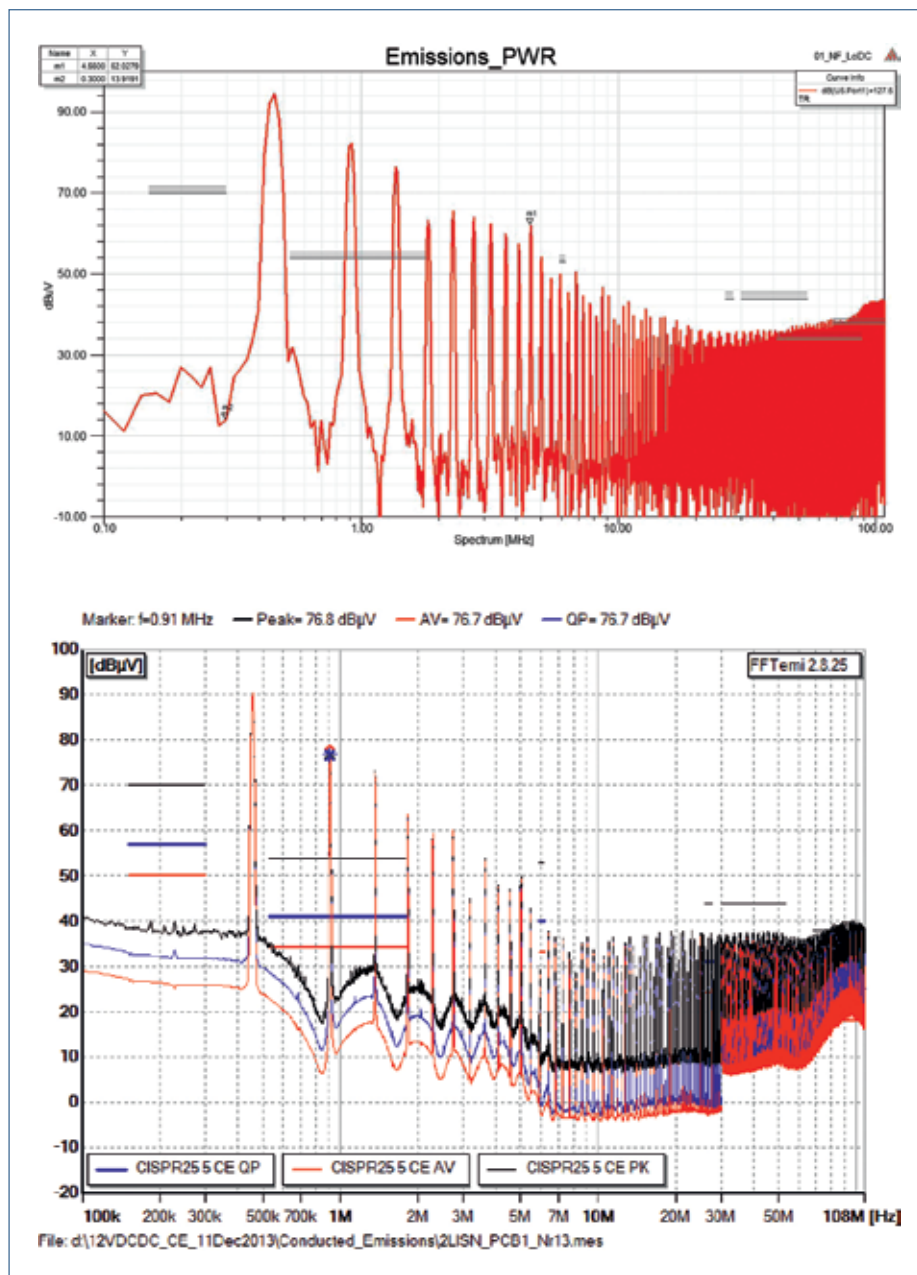 Name X Y
m1 4.5600 62.0279
m2 0.3000 13.9191
Emissions_PWR
01_NF_LoDC
Curve Info
TR
90.00
70.00
50.00
30.00
10.00
-10.00
dBuV
m1
m2
0.10 1.00 10.00 100.00
Spectrum [MHz]
Marker: f=0.91 MHz Peak= 76.8 dBµV AV= 76.7 dBµV QP= 76.7 dBµV
100
[dBµV]
FFTemi 2.8.25
90
80
70
60
50
40
30
20
10
0
-10
-20
CISPR25 5 CE QP CISPR25 5 CE AV CISPR25 5 CE PK
100k 200k 300k 500k 700k 1M 2M 3M 5M 7M 10M 20M 30M 50M 108M [Hz]
File: d:\12VDCDC_CE_11Dec2013\Conducted_Emissions\2LISN_PCB1_Nr13.mes